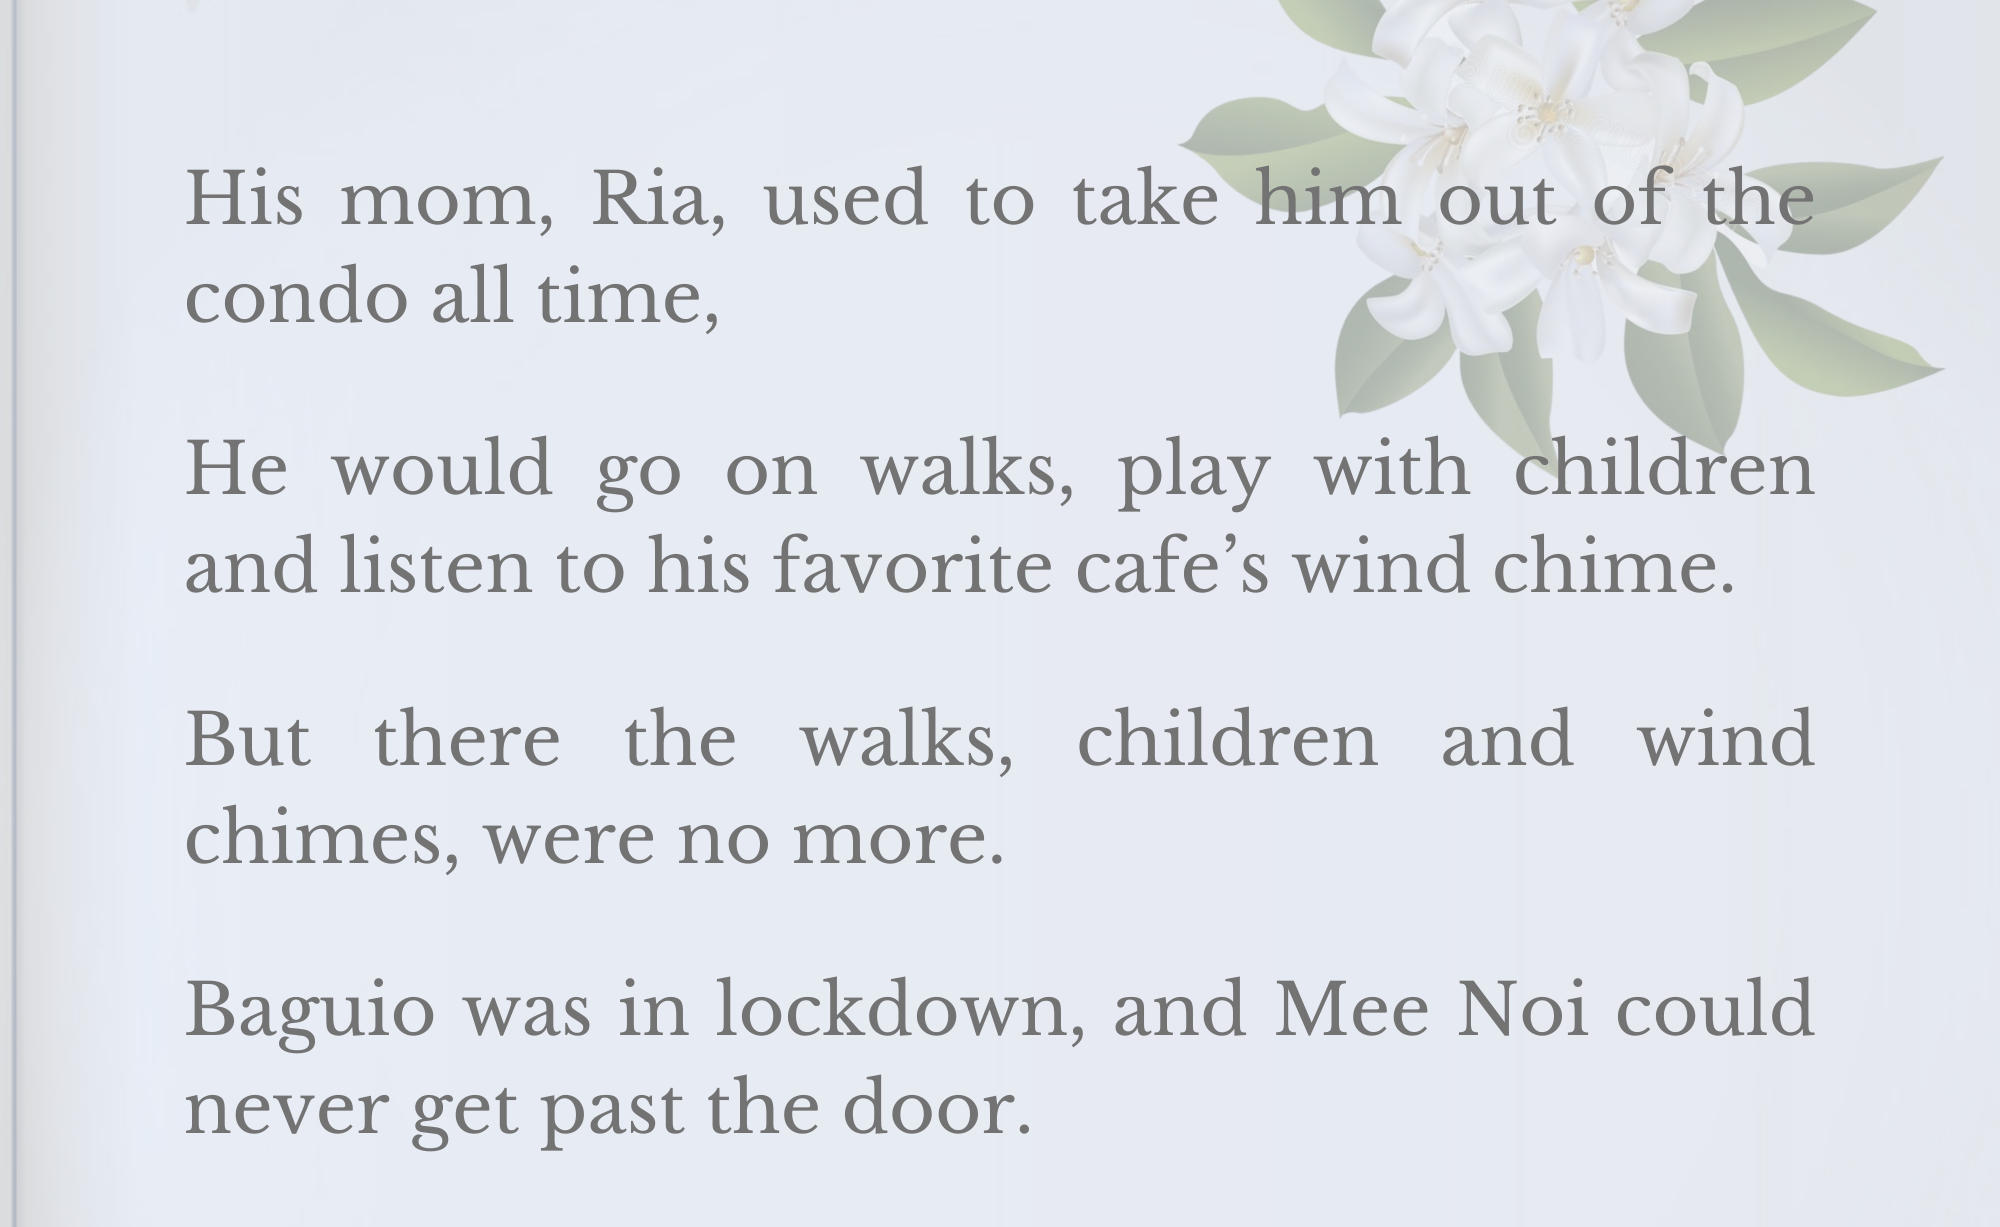 His mom, Ria, used to take him out of the
condo all time,
He would go on walks, play with children
and listen to his favorite cafe’s wind chime.
But there the walks, children and wind
chimes, were no more.
Baguio was in lockdown, and Mee Noi could
never get past the door.